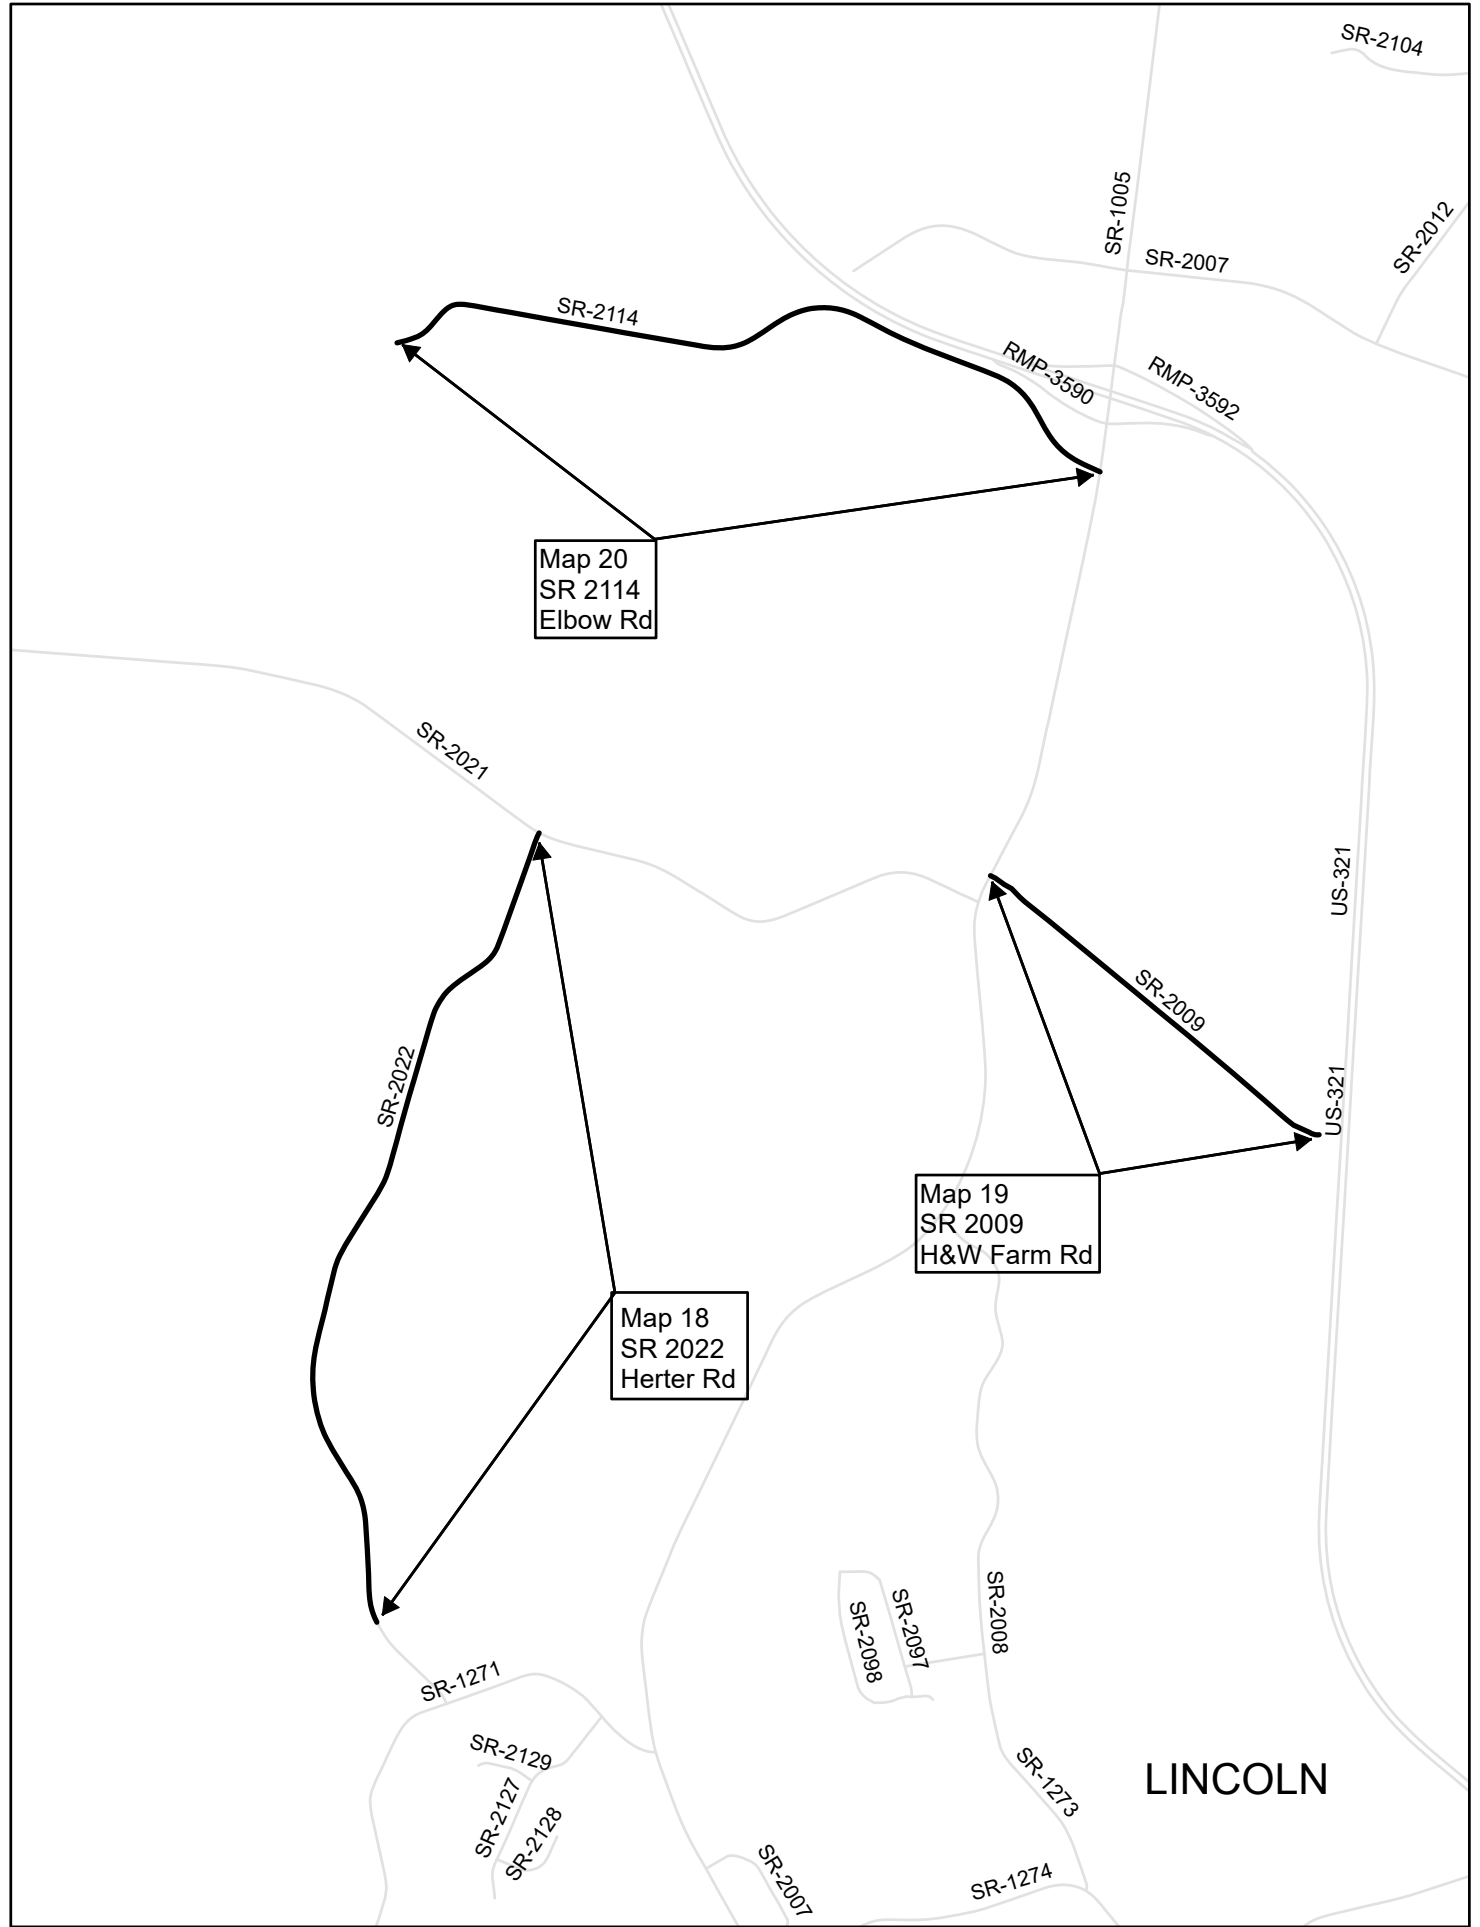 SR-2104
SR-1005
SR-2012
SR-2007
SR-2114
RMP-3590
RMP-3592
Map 20
SR 2114
Elbow Rd
SR-2021
US-321
SR-2009
SR-2022
US-321
Map 19
SR 2009
H&W Farm Rd
Map 18
SR 2022
Herter Rd
SR-2008
SR-2097
SR-2098
SR-1271
SR-2129
SR-1273
LINCOLN
SR-2127
SR-2128
SR-2007
SR-1274